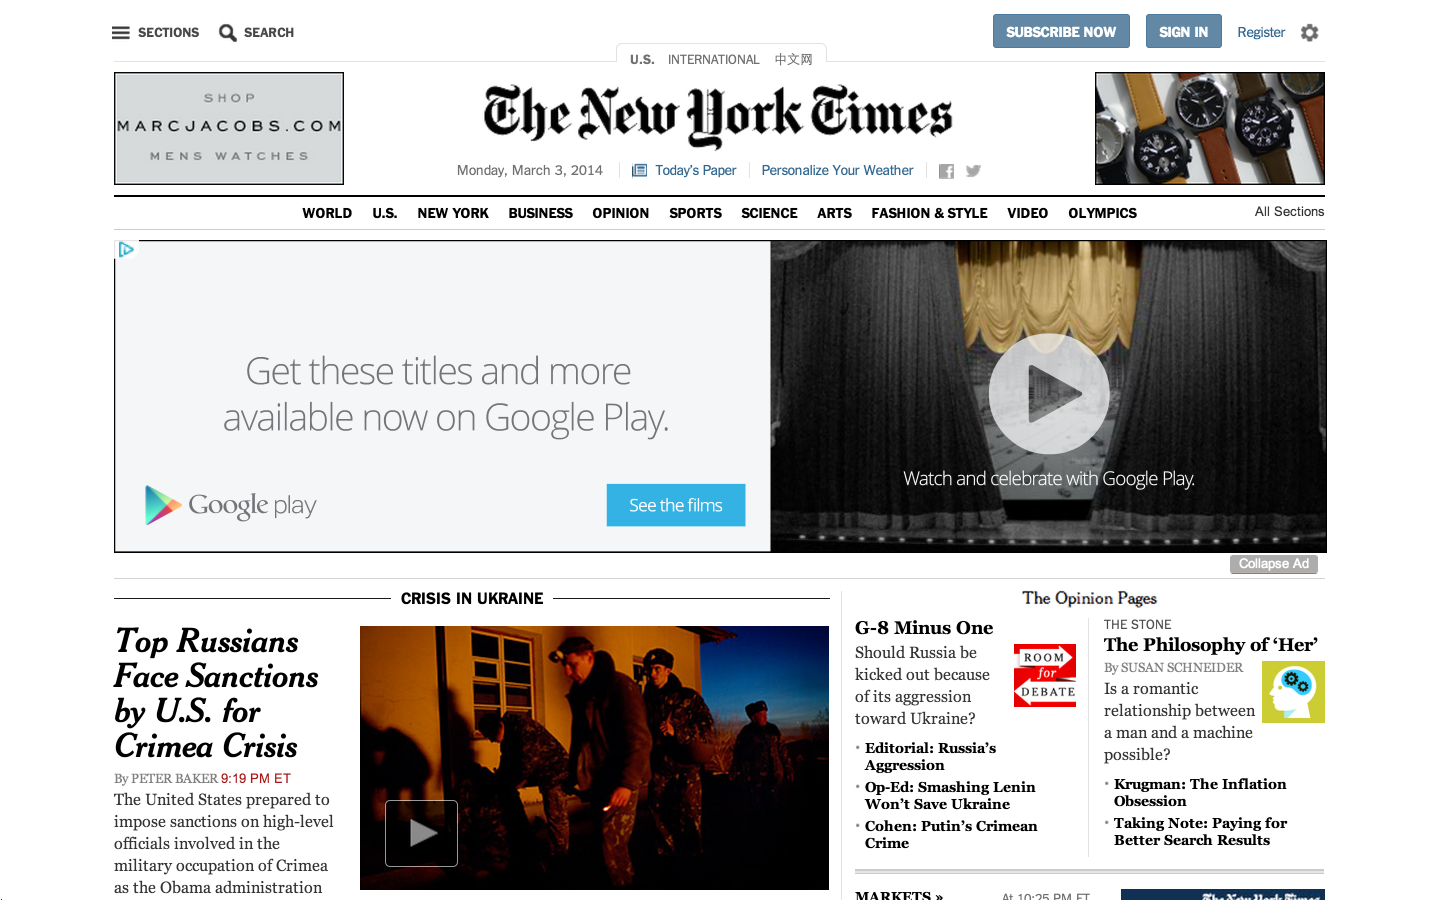 SECTIONS SEARCH
SUBSCRIBE NOW SIGN IN Register
U.S. INTERNATIONAL 中文网
SHOP
MARCJACOBS.COM
MENS WATCHES
The New York Times
Monday, March 3, 2014 Today's Paper Personalize Your Weather
WORLD U.S. NEW YORK BUSINESS OPINION SPORTS SCIENCE ARTS FASHION & STYLE VIDEO OLYMPICS All Sections
Get these titles and more
available now on Google Play.
Google play
See the films
Watch and celebrate with Google Play.
Collapse Ad
CRISIS IN UKRAINE
Top Russians
Face Sanctions
by U.S. for
Crimea Crisis
By PETER BAKER 9:19 PM ET
The United States prepared to
impose sanctions on high-level
officials involved in the
military occupation of Crimea
as the Obama administration
The Opinion Pages
G-8 Minus One
Should Russia be
kicked out because
of its aggression
toward Ukraine?
ROOM
for
DEBATE
• Editorial: Russia's
Aggression
• Op-Ed: Smashing Lenin
Won't Save Ukraine
• Cohen: Putin's Crimean
Crime
THE STONE
The Philosophy of ‘Her’
By SUSAN SCHNEIDER
Is a romantic
relationship between
a man and a machine
possible?
• Krugman: The Inflation
Obsession
• Taking Note: Paying for
Better Search Results
MARKETS » At 10:25 PM ET
The New York Times